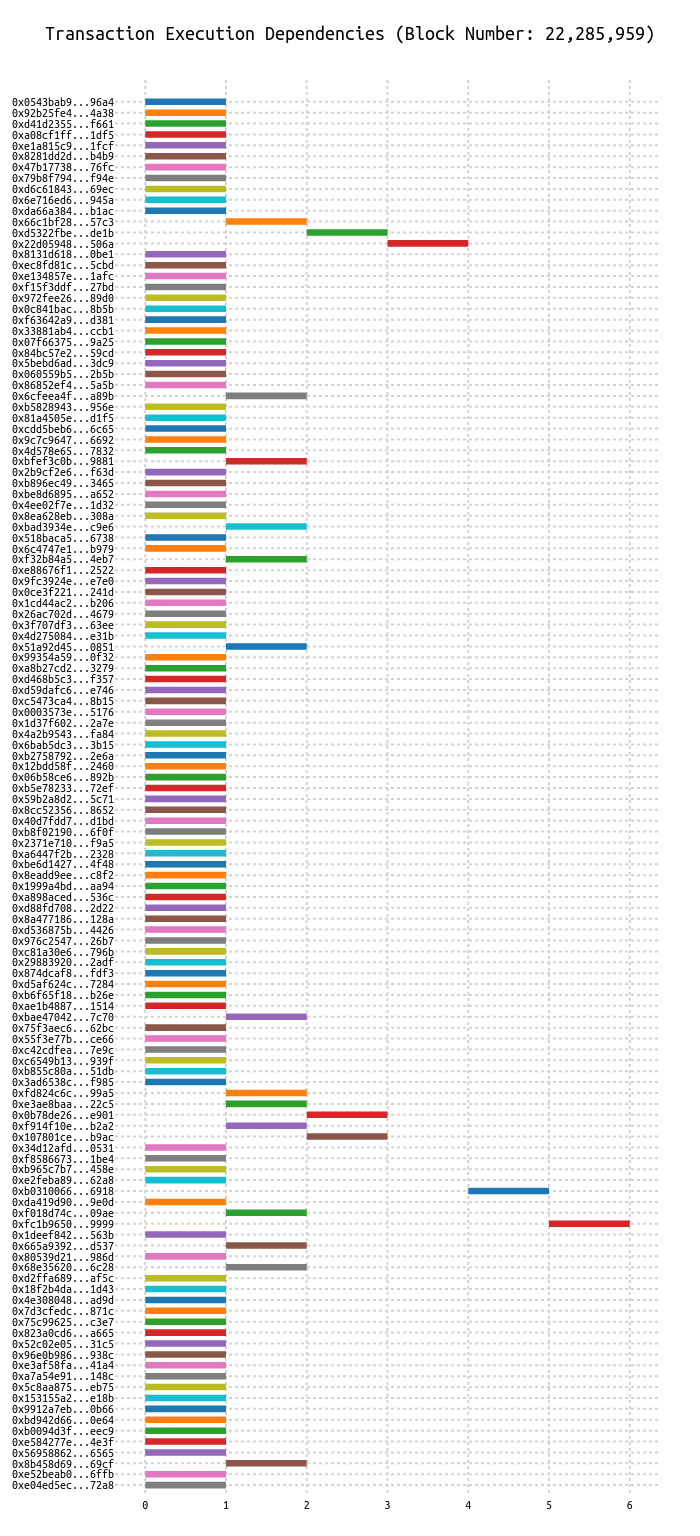 Transaction Execution Dependencies (Block Number: 22,285,959)
0x0543bab9...96a4
0x92b25fe4...4a38
0xd41d2355...f661
0xa08cf1ff...1df5
0xe1a815c9...1fcf
0x8281dd2d...b4b9
0x47b17738...76fc
0x79b8f794...f94e
0xd6c61843...69ec
0x6e716ed6...945a
0xda66a384...b1ac
0x66c1bf28...57c3
0xd5322fbe...de1b
0x22d05948...506a
0x8131d618...0be1
0xec8fd81c...5cbd
0xe134857e...1afc
0xf15f3ddf...27bd
0x972fee26...89d0
0x0c841bac...8b5b
0xf63642a9...d381
0x33881ab4...ccb1
0x07f66375...9a25
0x84bc57e2...59cd
0x5bebd6ad...3dc9
0x060559b5...2b5b
0x86852ef4...5a5b
0x6cfeea4f...a89b
0xb5828943...956e
0x81a4505e...d1f5
0xcdd5beb6...6c65
0x9c7c9647...6692
0x4d578e65...7832
0xbfef3c0b...9881
0x2b9cf2e6...f63d
0xb896ec49...3465
0xbe8d6895...a652
0x4ee02f7e...1d32
0x8ea628eb...308a
0xbad3934e...c9e6
0x518baca5...6738
0x6c4747e1...b979
0xf32b84a5...4eb7
0xe88676f1...2522
0x9fc3924e...e7e0
0x0ce3f221...241d
0x1cd44ac2...b206
0x26ac702d...4679
0x3f707df3...63ee
0x4d275084...e31b
0x51a92d45...0851
0x99354a59...0f32
0xa8b27cd2...3279
0xd468b5c3...f357
0xd59dafc6...e746
0xc5473ca4...8b15
0x0003573e...5176
0x1d37f602...2a7e
0x4a2b9543...fa84
0x6bab5dc3...3b15
0xb2758792...2e6a
0x12bdd58f...2460
0x06b58ce6...892b
0xb5e78233...72ef
0x59b2a8d2...5c71
0x8cc52356...8652
0x40d7fdd7...d1bd
0xb8f02190...6f0f
0x2371e710...f9a5
0xa6447f2b...2328
0xbe6d1427...4f48
0x8eadd9ee...c8f2
0x1999a4bd...aa94
0xa898aced...536c
0xd88fd708...2d22
0x8a477186...128a
0xd536875b...4426
0x976c2547...26b7
0xc81a30e6...796b
0x29883920...2adf
0x874dcaf8...fdf3
0xd5af624c...7284
0xb6f65f18...b26e
0xae1b4887...1514
0xbae47042...7c70
0x75f3aec6...62bc
0x55f3e77b...ce66
0xc42cdfea...7e9c
0xc6549b13...939f
0xb855c80a...51db
0x3ad6538c...f985
0xfd824c6c...99a5
0xe3ae8baa...22c5
0x0b78de26...e901
0xf914f10e...b2a2
0x107801ce...b9ac
0x34d12afd...0531
0xf8586673...1be4
0xb965c7b7...458e
0xe2feba89...62a8
0xb0310066...6918
0xda419d90...9e0d
0xf018d74c...09ae
0xfc1b9650...9999
0x1deef842...563b
0x665a9392...d537
0x80539d21...986d
0x68e35620...6c28
0xd2ffa689...af5c
0x18f2b4da...1d43
0x4e308048...ad9d
0x7d3cfedc...871c
0x75c99625...c3e7
0x823a0cd6...a665
0x52c02e05...31c5
0x96e0b986...938c
0xe3af58fa...41a4
0xa7a54e91...148c
0x5c8aa875...eb75
0x153155a2...e18b
0x9912a7eb...0b66
0xbd942d66...0e64
0xb0094d3f...eec9
0xe584277e...4e3f
0x56958862...6565
0x8b458d69...69cf
0xe52beab0...6ffb
0xe04ed5ec...72a8
0 1 2 3 4 5 6